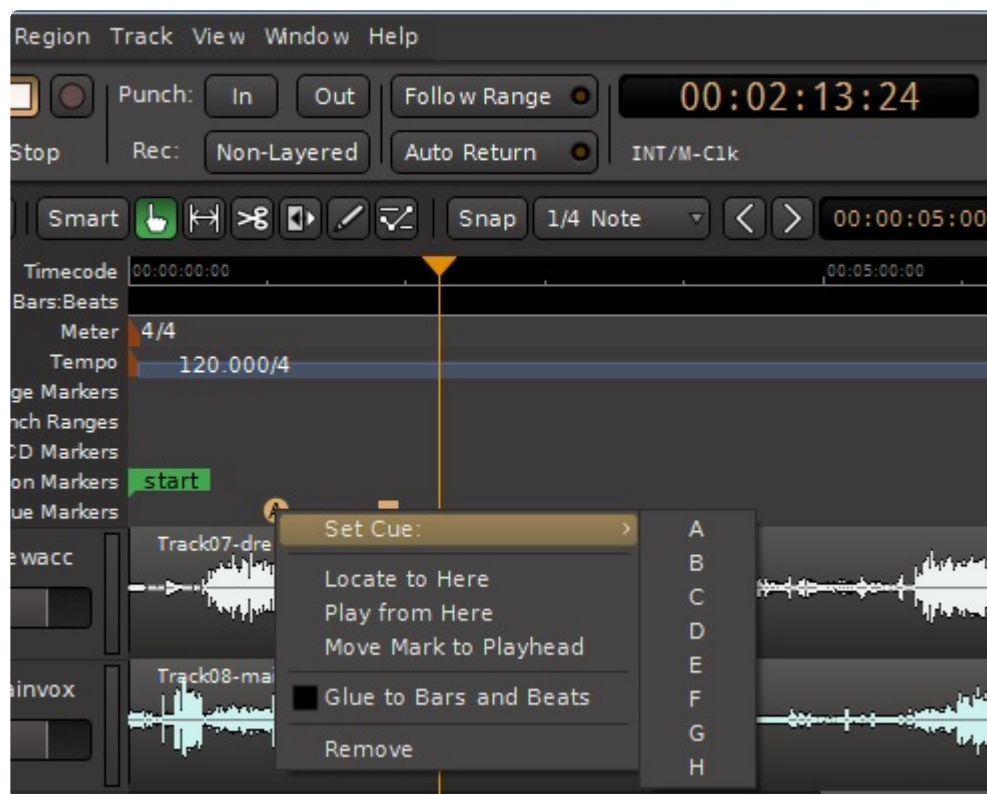 Region Track View Window Help
Punch: In Out Follow Range 00:02:13:24
Stop Rec: Non-Layered Auto Return INT/M-Clk
Smart Snap 1/4 Note 00:00:05:00
Timecode 00:00:00:00 00:05:00:00
Bars:Beats
Meter 4/4
Tempo 120.000/4
ge Markers
nch Ranges
CD Markers
on Markers start
ue Markers A
Set Cue: A
B
C
D
E
F
G
H
Locate to Here
Play from Here
Move Mark to Playhead
Glue to Bars and Beats
Remove
ewacc Track07-dre
ainvox Track08-mai